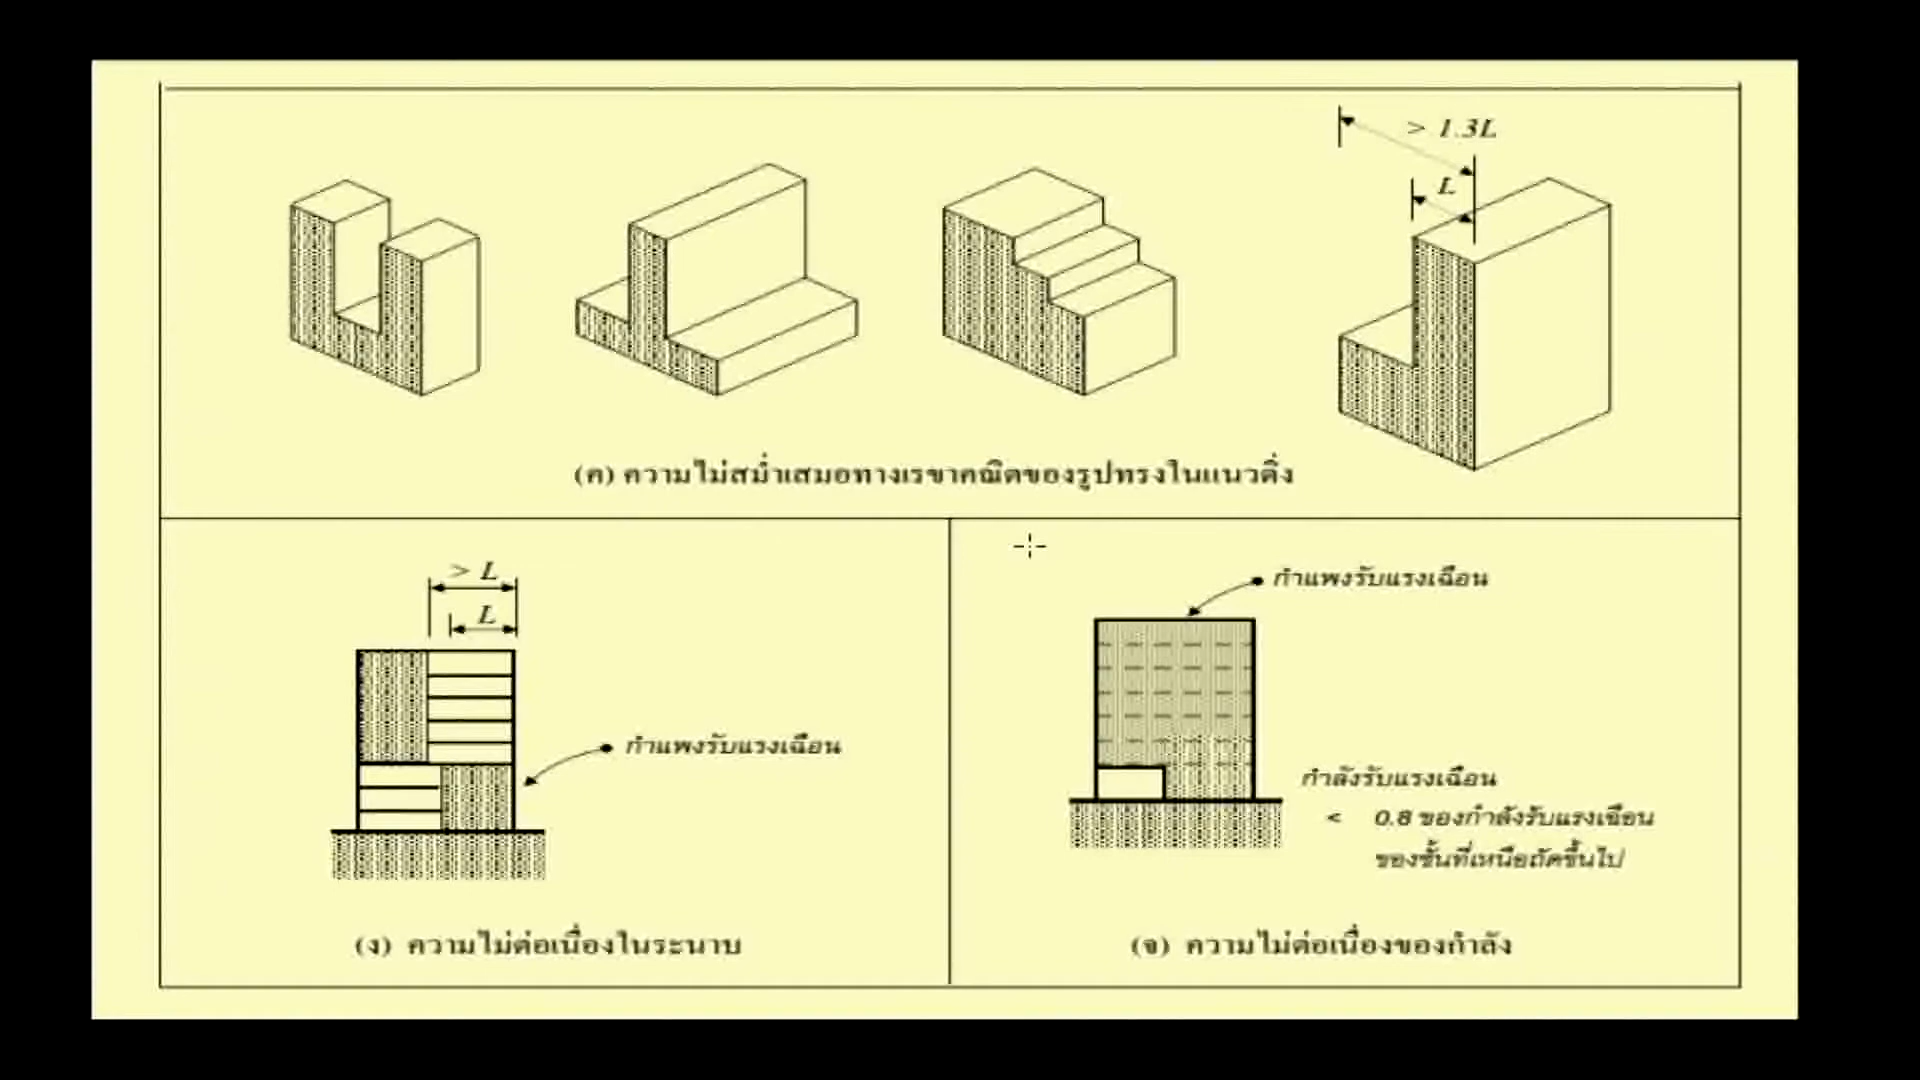 > 1.3L
L
(ค) ความไม่สม่ำเสมอทางเรขาคณิตของรูปทรงในแนวดิ่ง
> L
L
กำแพงรับแรงเฉือน
(ง) ความไม่ต่อเนื่องในระนาบ
กำแพงรับแรงเฉือน
กำลังรับแรงเฉือน
< 0.8 ของกำลังรับแรงเฉือน
ของชั้นที่เหนือถัดขึ้นไป
(จ) ความไม่ต่อเนื่องของกำลัง